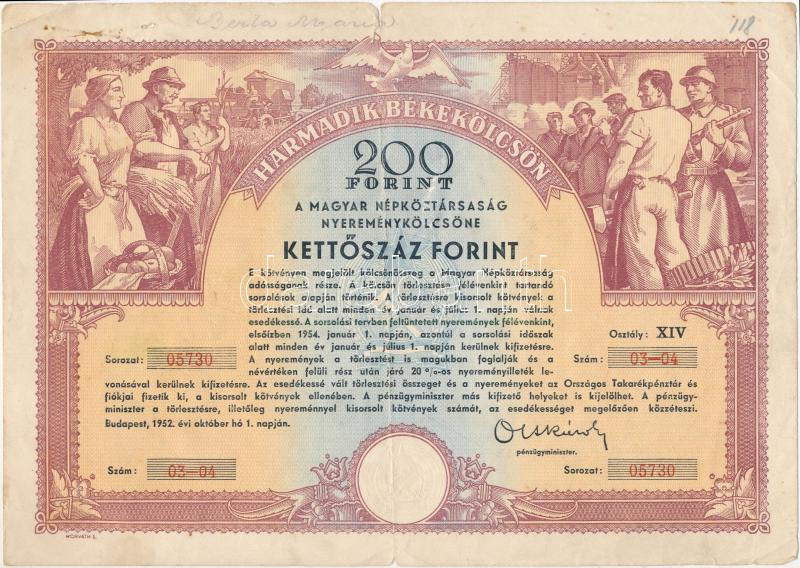 Berta Mária
118
HARMADIK BÉKEKÖLCSÖN
200
FORINT
A MAGYAR NÉPKÖZTÁRSASÁG
NYEREMÉNYKÖLCSÖNE
KETTŐSZÁZ FORINT
E kötvényen megjelölt kölcsönösszeg a Magyar Népköztársaság
adósságának része. A kölcsön törlesztése félévenkint tartandó
sorsolások alapján történik. A törlesztésre kisorsolt kötvények a
törlesztési idő alatt minden év január és július 1. napján válnak
esedékessé. A sorsolási tervben feltüntetett nyeremények félévenkint,
elsőízben 1954. január 1. napján, azontúl a sorsolási időszak
alatt minden év január és július 1. napján kerülnek kifizetésre.
A nyeremények a törlesztést is magukban foglalják és a
névértéken felüli rész után járó 20 %-os nyereményilleték le-
vonásával kerülnek kifizetésre. Az esedékessé vált törlesztési összeget és a nyereményeket az Országos Takarékpénztár és
fiókjai fizetik ki, a kisorsolt kötvények ellenében. A pénzügyminiszter más kifizető helyeket is kijelölhet. A pénzügy-
miniszter a törlesztésre, illetőleg nyereménnyel kisorsolt kötvények számát, az esedékességet megelőzően közzéteszi.
Budapest, 1952. évi október hó 1. napján.
Osztály: XIV
Sorozat: 05730
Szám: 03—04
Olt Károly
pénzügyminiszter.
Szám: 03—04
Sorozat: 05730
HORVÁTH E.